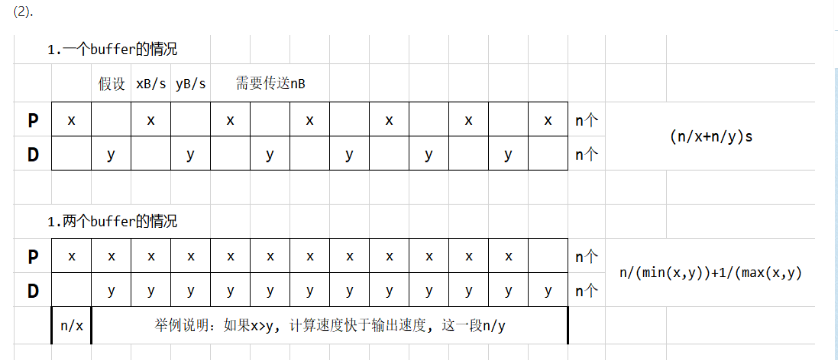 (2).
1.一个buffer的情况
假设 xB/s yB/s 需要传送nB
P x x x x x x x n个
(n/x+n/y)s
D y y y y y y n个
1.两个buffer的情况
P x x x x x x x x x x x x n个
n/(min(x,y))+1/(max(x,y)
D y y y y y y y y y y y y n个
n/x 举例说明：如果x>y, 计算速度快于输出速度, 这一段n/y